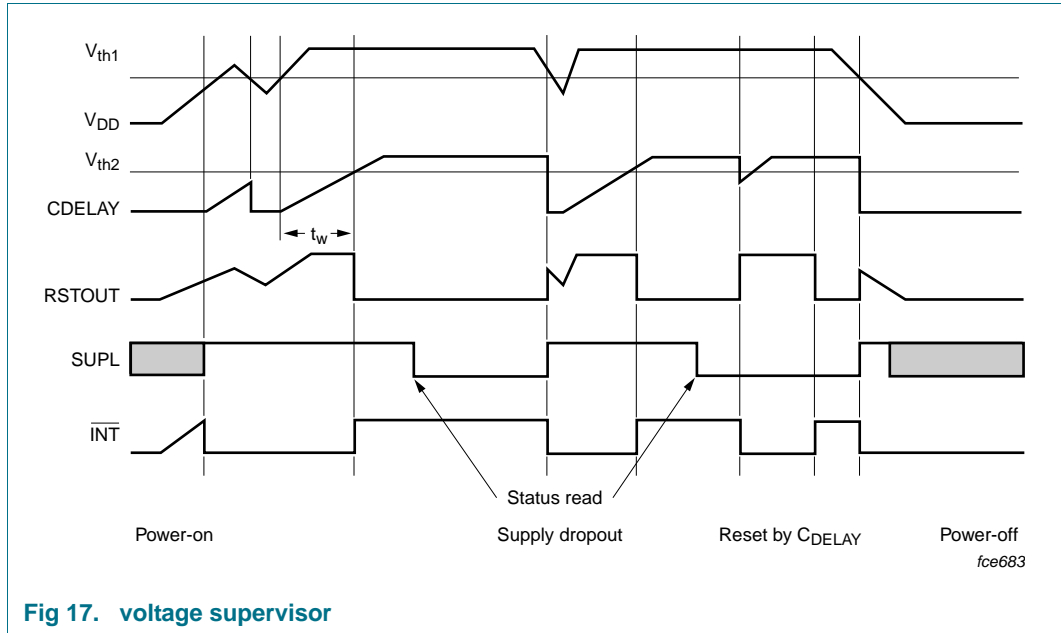 Vth1
VDD
Vth2
CDELAY
tw
RSTOUT
SUPL
INT
Status read
Power-on
Supply dropout
Reset by CDELAY
Power-off
fce683
Fig 17. voltage supervisor